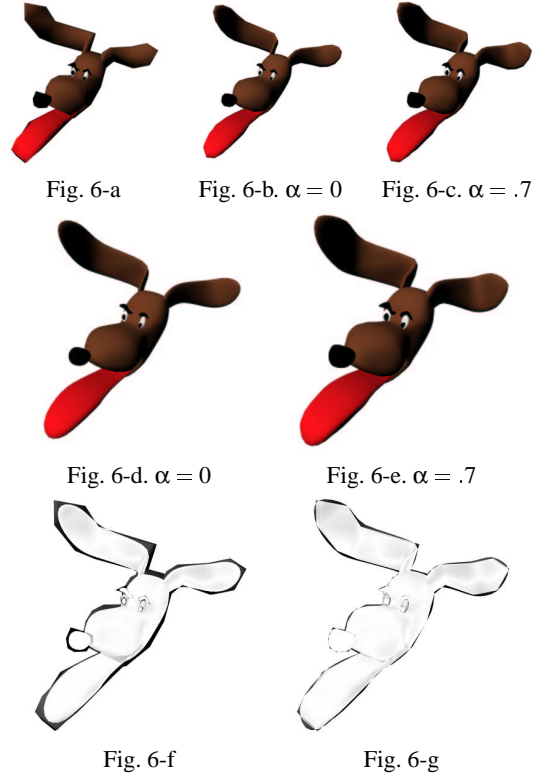 Fig. 6-a Fig. 6-b. α = 0 Fig. 6-c. α = .7
Fig. 6-d. α = 0 Fig. 6-e. α = .7
Fig. 6-f Fig. 6-g